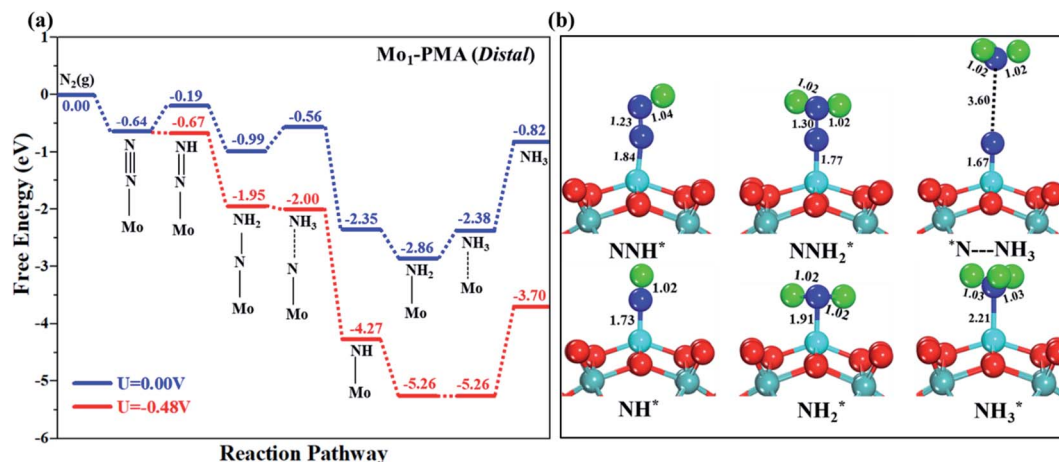 (a)
Mo₁-PMA (Distal)
Free Energy (eV)
1
0
-1
-2
-3
-4
-5
-6
N₂(g)
0.00
-0.64
-0.19
-0.67
-0.99
-0.56
-1.95
-2.00
-2.35
-2.86
-2.38
-0.82
NH₃
-4.27
-5.26
-5.26
-3.70
N
N
Mo
NH
N
Mo
NH₂
N
Mo
NH₃
N
Mo
NH
Mo
NH₂
Mo
NH₃
Mo
U=0.00V
U=-0.48V
Reaction Pathway
(b)
1.23
1.04
1.84
NNH*
1.02
1.30
1.02
1.77
NNH₂*
1.02
1.02
3.60
1.67
*N---NH₃
1.02
1.73
NH*
1.02
1.02
1.91
NH₂*
1.03
1.03
2.21
NH₃*